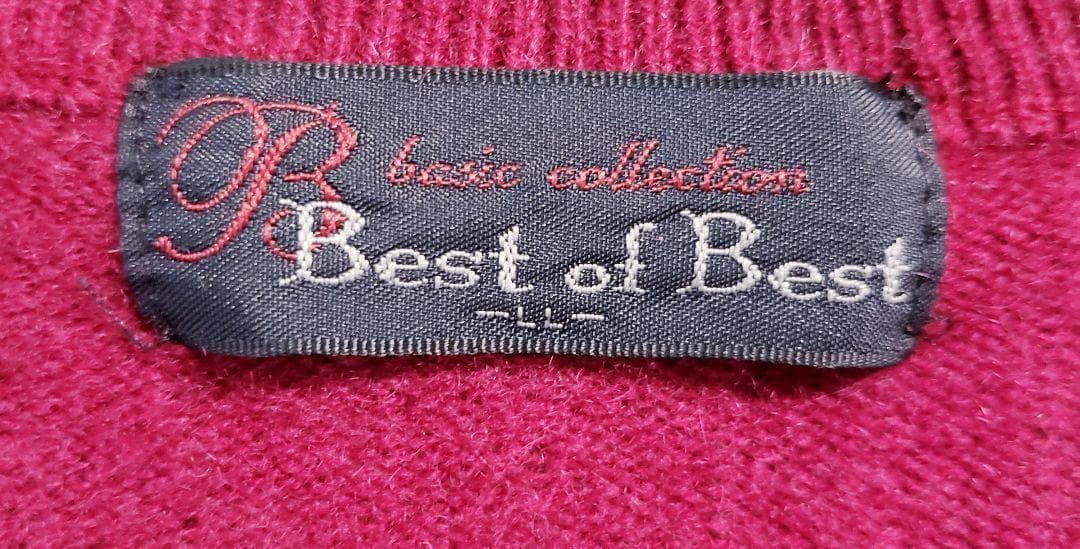 B basic collection
Best of Best
-LL-